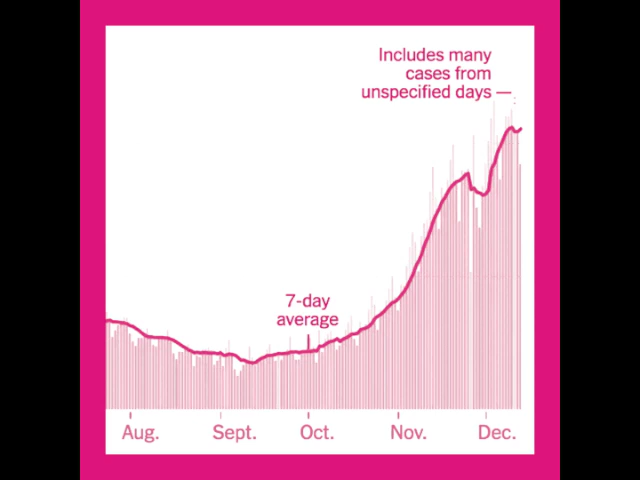 Includes many
cases from
unspecified days —
7-day
average
Aug.
Sept.
Oct.
Nov.
Dec.